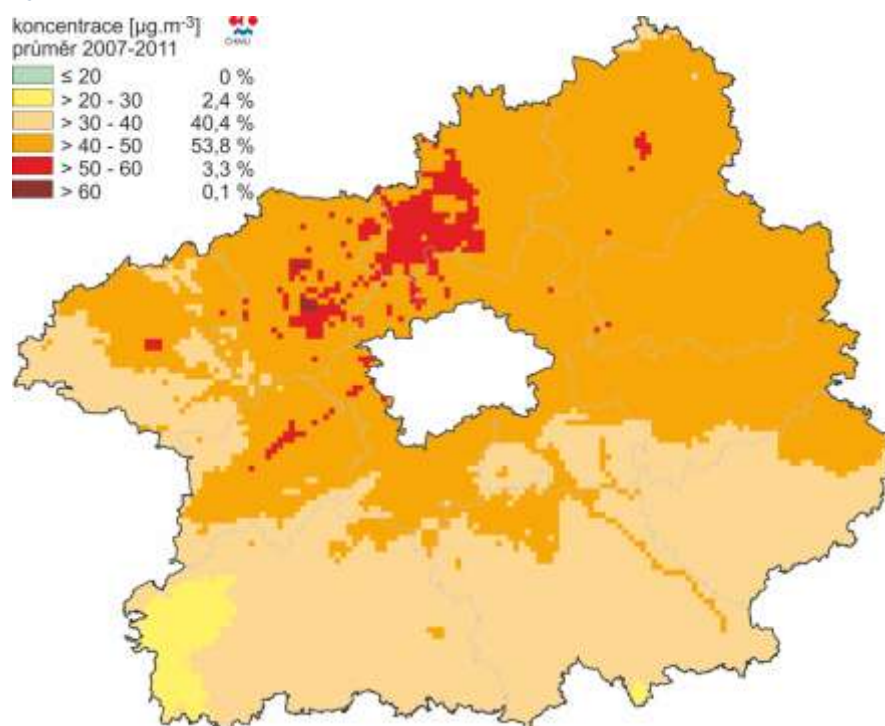 koncentrace [µg.m⁻³]
průměr 2007-2011
≤ 20 0 %
> 20 - 30 2,4 %
> 30 - 40 40,4 %
> 40 - 50 53,8 %
> 50 - 60 3,3 %
> 60 0,1 %